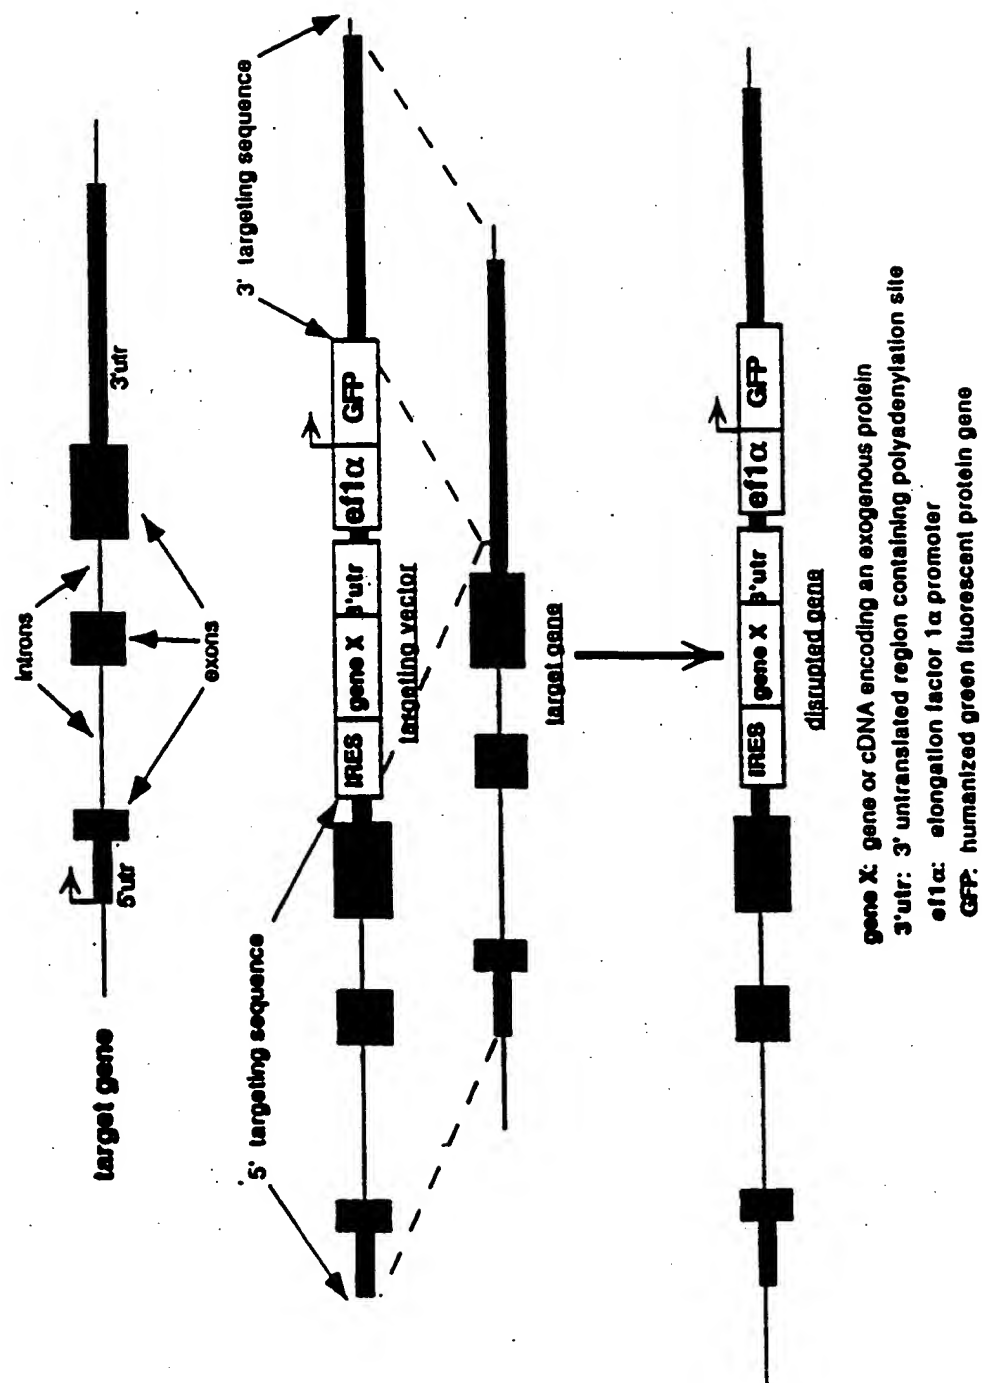 target gene
5'utr
introns
exons
3'utr
5' targeting sequence
3' targeting sequence
IRES
gene X
3'utr
ef1α
GFP
targeting vector
target gene
IRES
gene X
3'utr
ef1α
GFP
disrupted gene
gene X: gene or cDNA encoding an exogenous protein
3'utr: 3' untranslated region containing polyadenylation site
ef1α: elongation factor 1α promoter
GFP: humanized green fluorescent protein gene